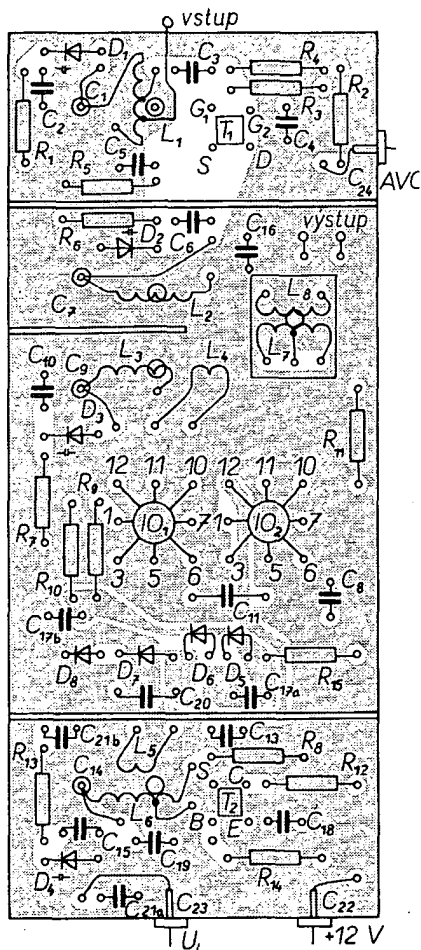 vstup
D₁
C₃
R₄
C₂
C₁
G₁
R₃
R₂
T₁
G₂
L₁
C₄
R₁
C₅
S
D
R₅
C₂₄
AVC
R₆
D₂
C₆
C₁₆
výstup
C₇
L₂
L₈
L₇
C₁₀
C₉
L₃
L₄
D₃
R₁₁
12 11 10 12 11 10
R₇
R₉
1 IO₁ 7 1 IO₂ 7
R₁₀
3 5 6 3 5 6
C₈
C₁₇b
C₁₁
D₈
D₇
D₆
D₅
R₁₅
C₂₀
C₁₇a
R₁₃
C₂₁b
L₅
C₁₃
R₈
C₁₄
S
C
R₁₂
L₆
T₂
B
E
C₁₈
C₁₅
C₁₉
D₄
R₁₄
C₂₁a
C₂₃
C₂₂
+12 V